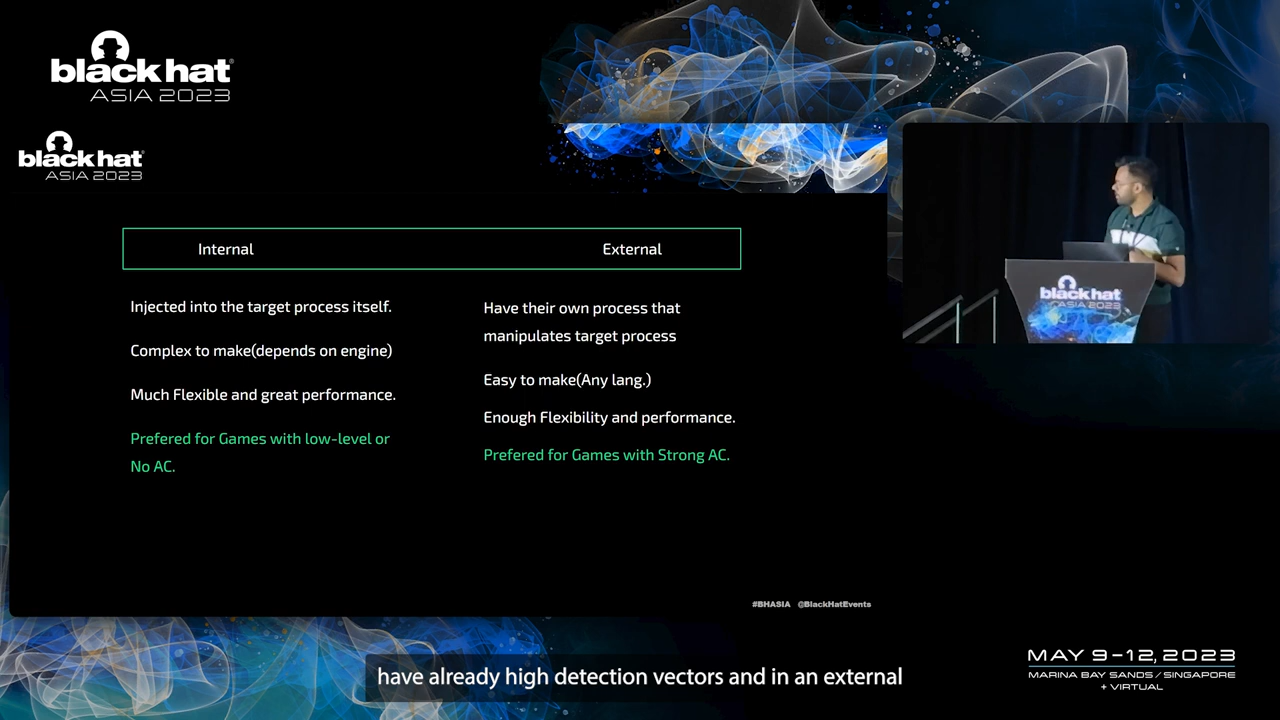 black hat
ASIA 2023
black hat
ASIA 2023
Internal
External
Injected into the target process itself.
Complex to make(depends on engine)
Much Flexible and great performance.
Prefered for Games with low-level or
No AC.
Have their own process that
manipulates target process
Easy to make(Any lang.)
Enough Flexibility and performance.
Prefered for Games with Strong AC.
black hat
ASIA 2023
#BHASIA @BlackHatEvents
MAY 9-12, 2023
MARINA BAY SANDS / SINGAPORE
+ VIRTUAL
have already high detection vectors and in an external